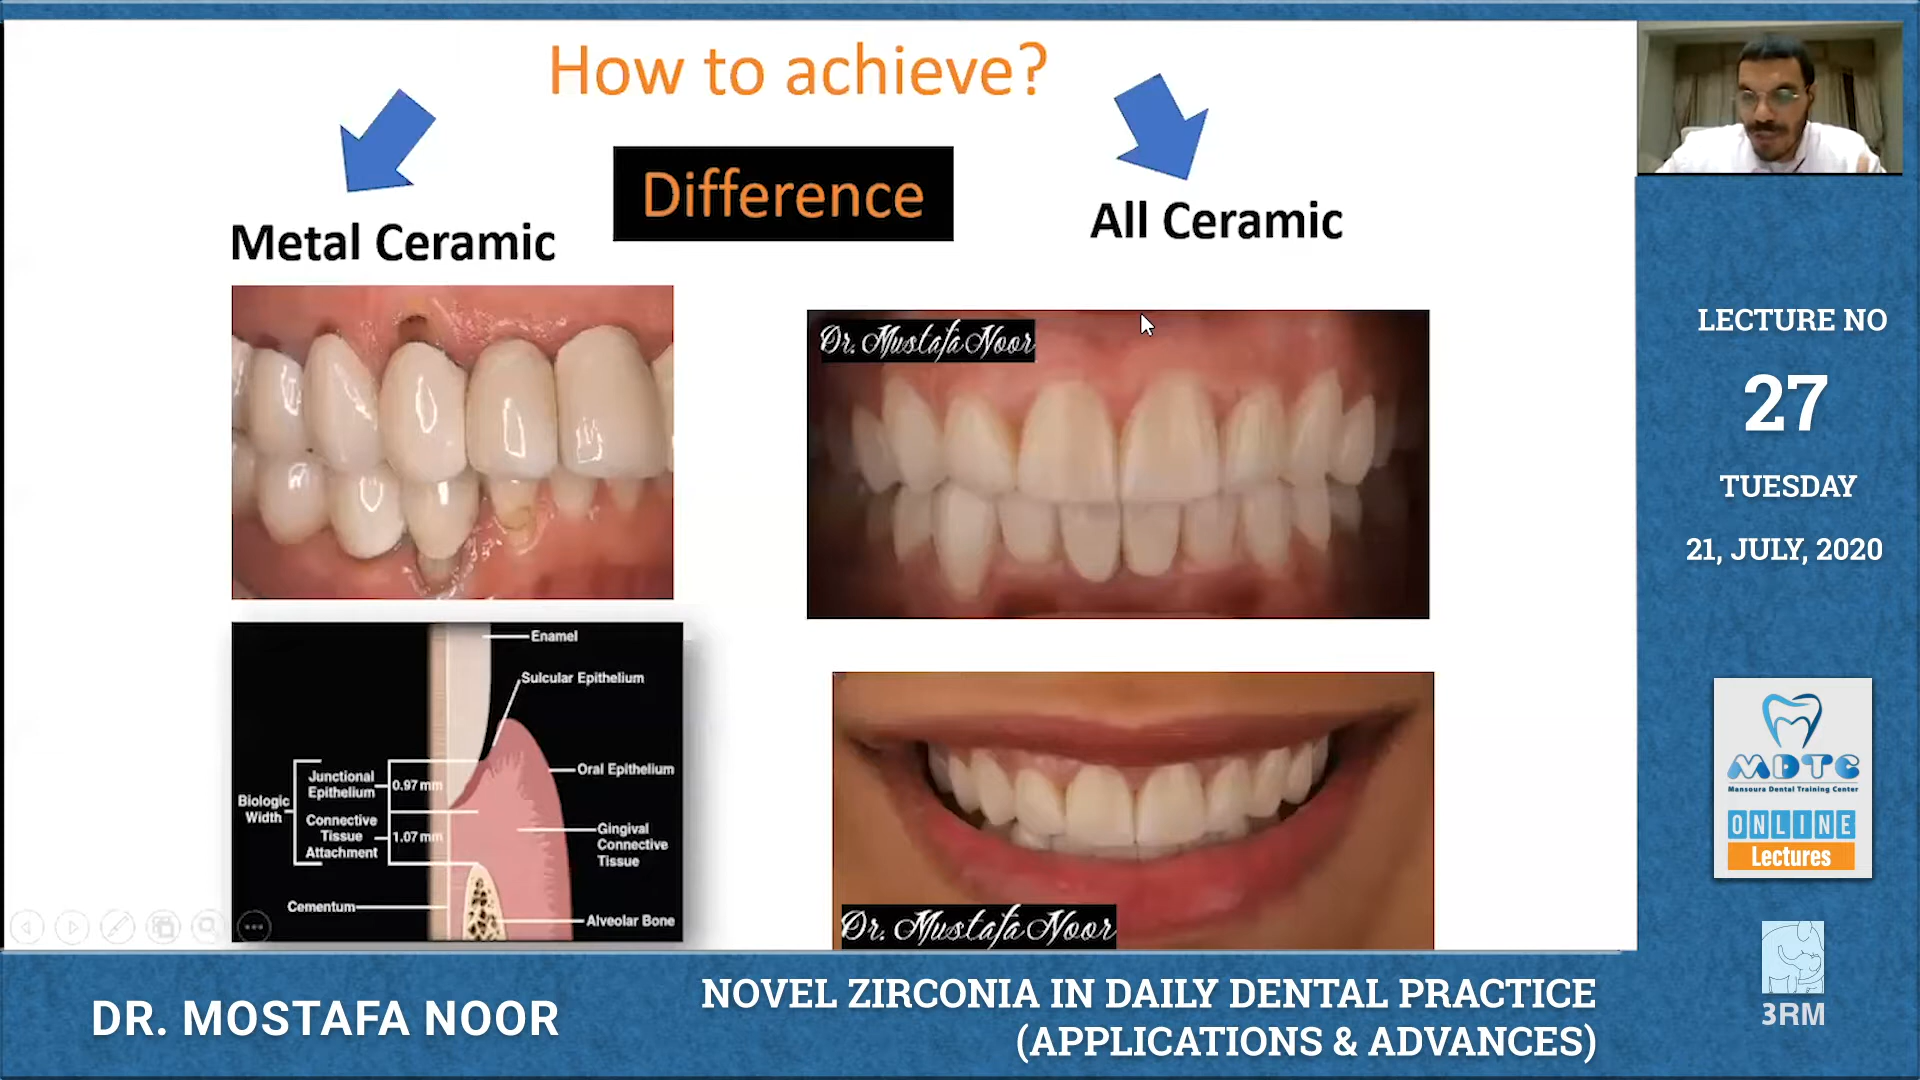 How to achieve?
Difference
Metal Ceramic
All Ceramic
Dr. Mustafa Noor
Enamel
Sulcular Epithelium
Oral Epithelium
Junctional
Epithelium
0.97 mm
Biologic
Width
Connective
Tissue
Attachment
1.07 mm
Gingival
Connective
Tissue
Cementum
Alveolar Bone
Dr. Mustafa Noor
LECTURE NO
27
TUESDAY
21, JULY, 2020
MDTC
Mansoura Dental Training Center
ONLINE
Lectures
3RM
DR. MOSTAFA NOOR
NOVEL ZIRCONIA IN DAILY DENTAL PRACTICE
(APPLICATIONS & ADVANCES)